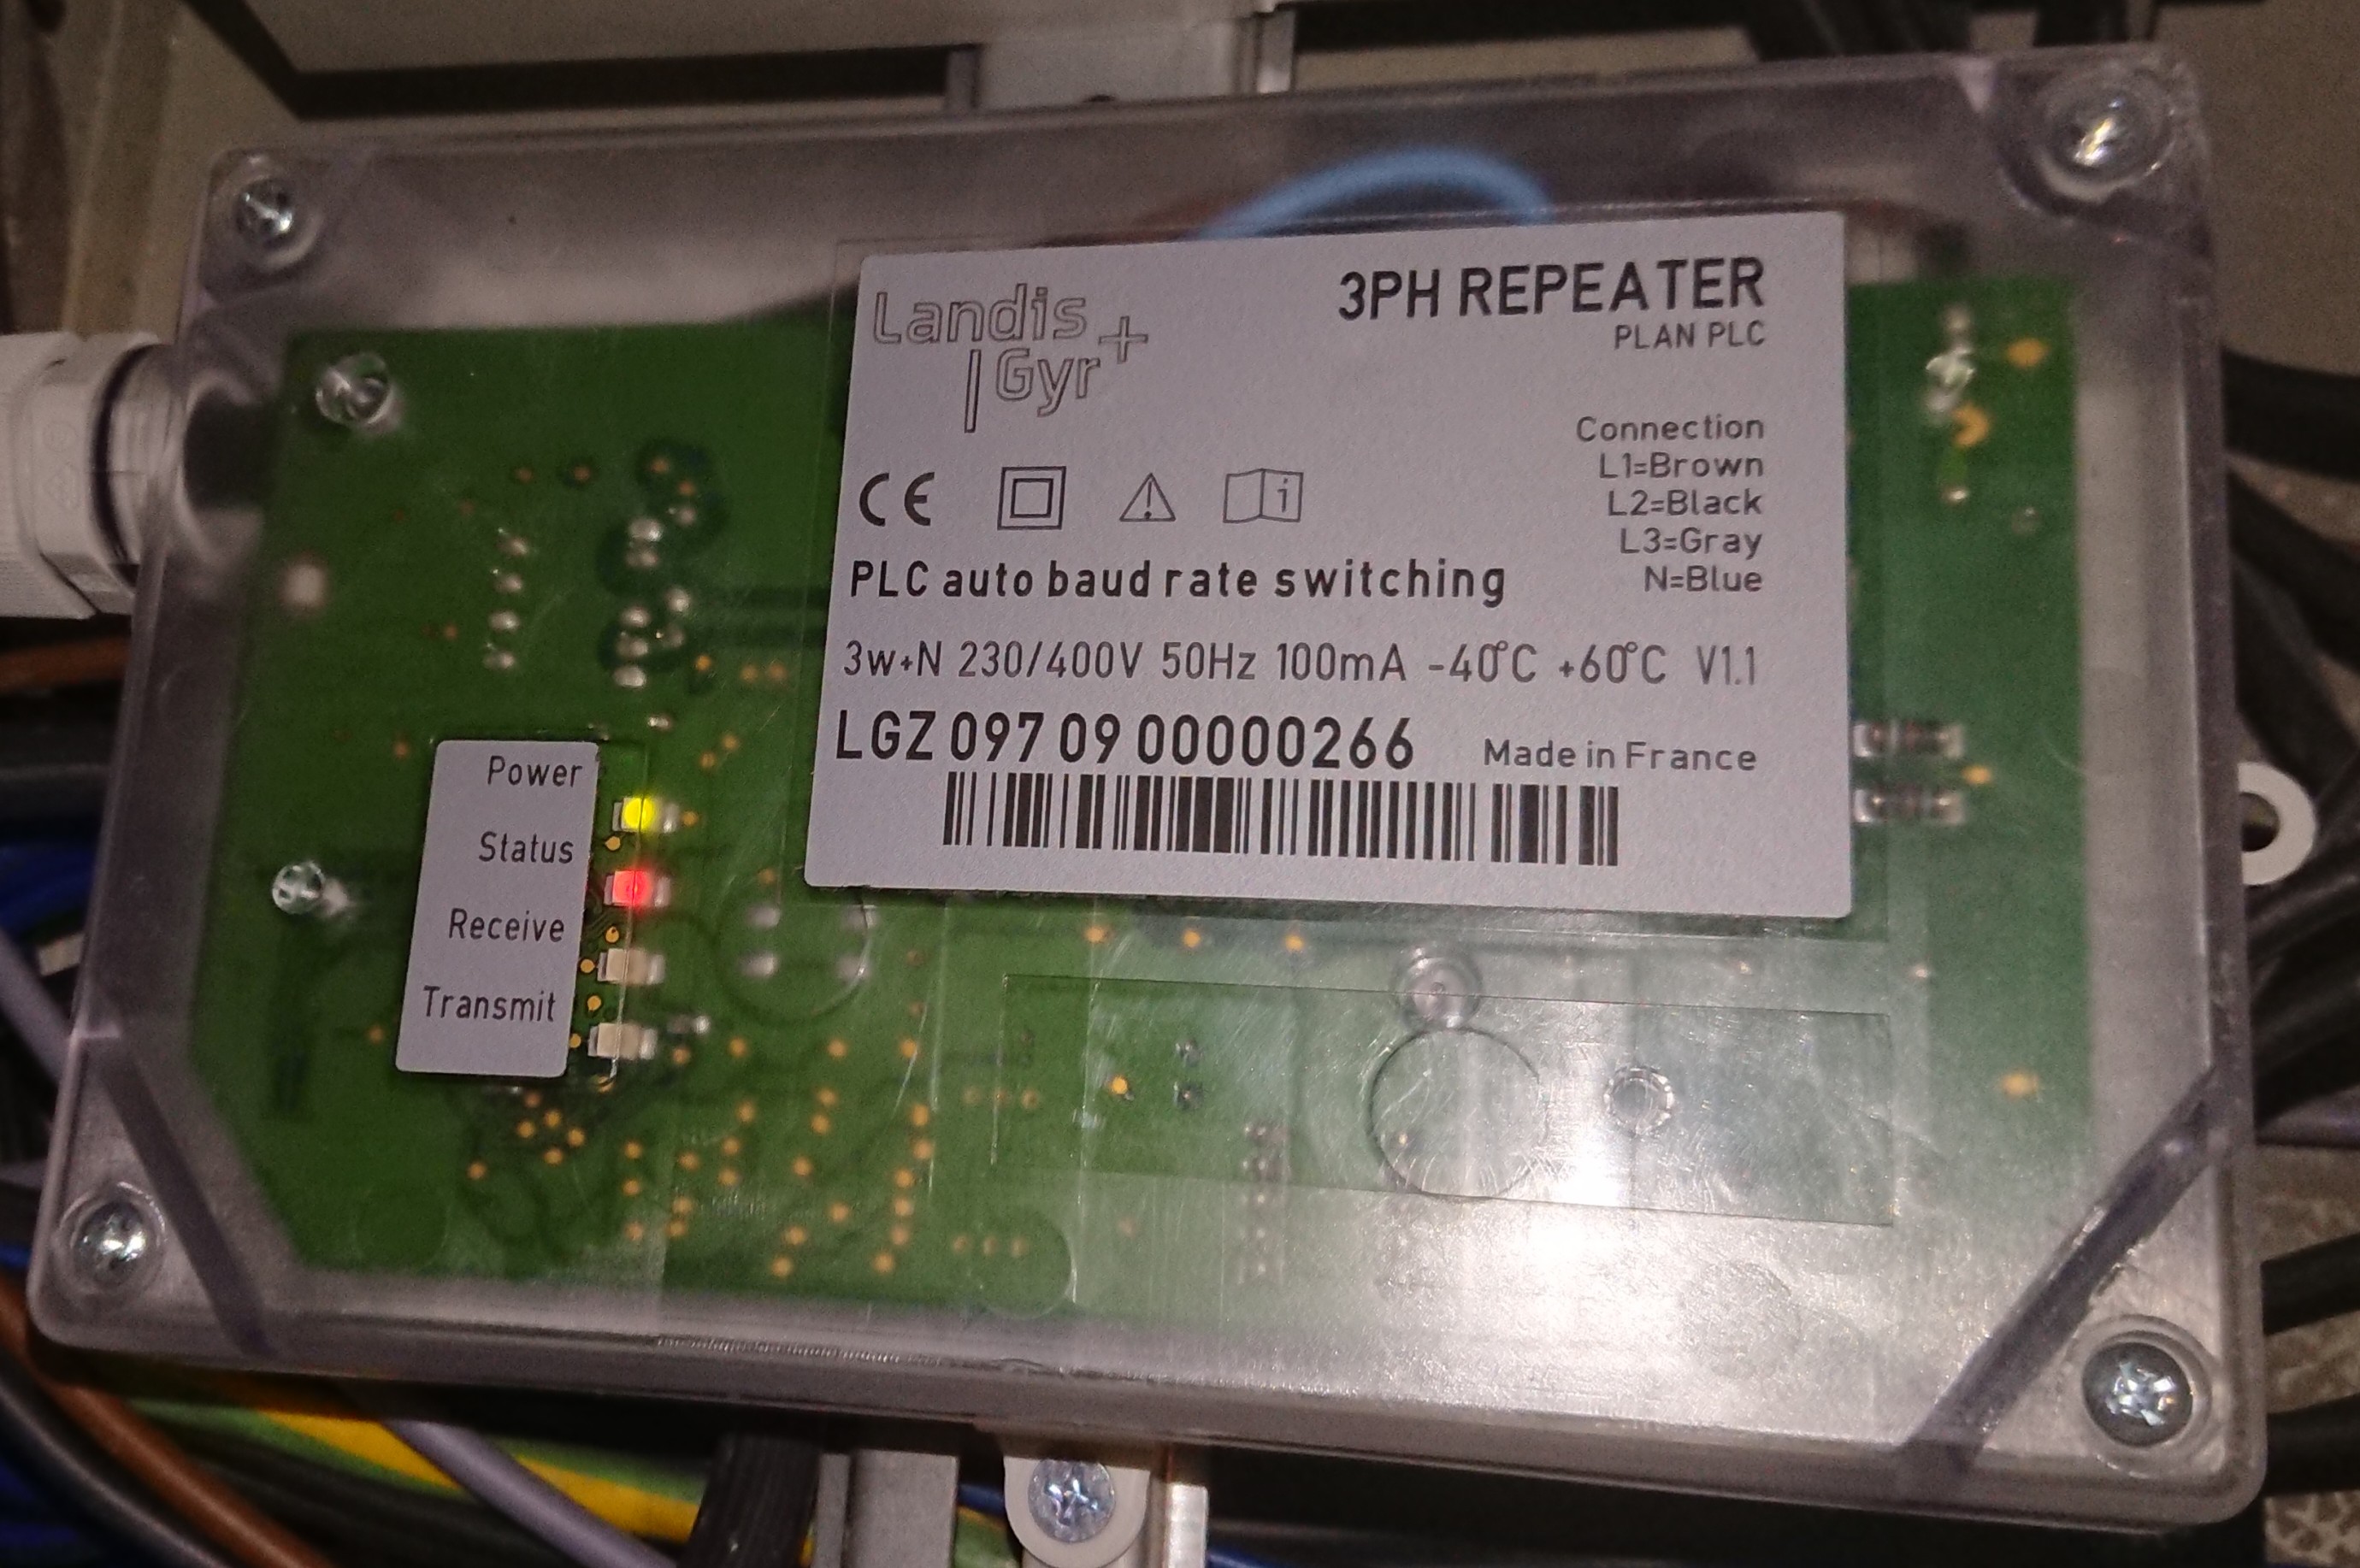 Landis
Gyr+
3PH REPEATER
PLAN PLC
Connection
L1=Brown
L2=Black
L3=Gray
N=Blue
CE
PLC auto baud rate switching
3w+N 230/400V 50Hz 100mA -40°C +60°C V1.1
LGZ 097 09 00000266 Made in France
Power
Status
Receive
Transmit